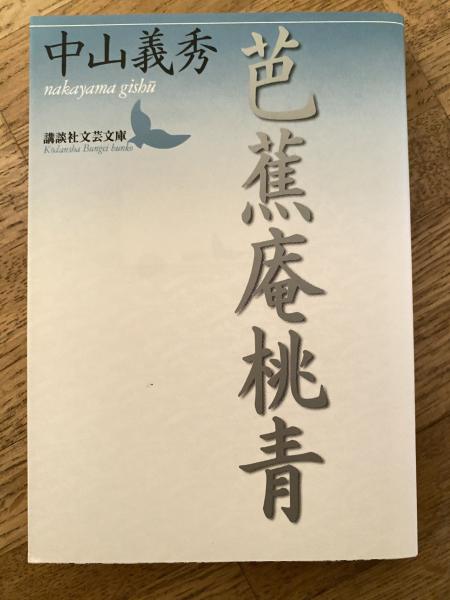 中山義秀
nakayama gishū
講談社文芸文庫
Kodansha Bungei bunko
芭蕉庵桃青